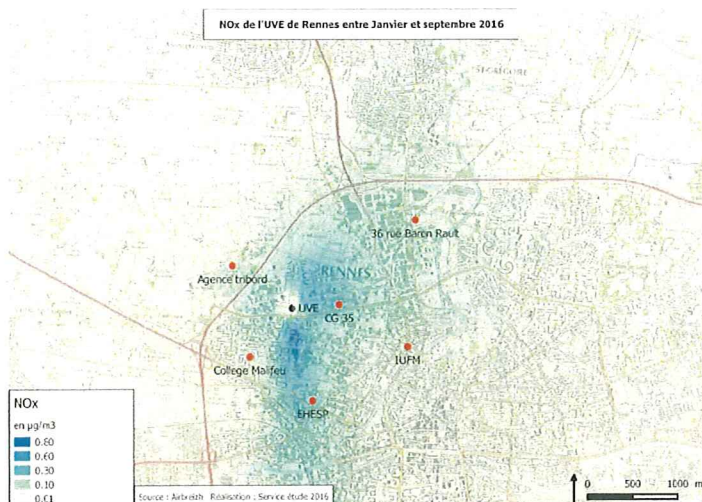 NOx de l'UVE de Rennes entre Janvier et septembre 2016
ST-GREGOIRE
36 rue Baron Rault
Agence tribord
RENNES
UVE
CG 35
IUFM
College Malifeu
EHESP
NOx
en µg/m3
0.80
0.60
0.30
0.10
0.01
Source : Airbreizh Réalisation : Service étude 2016
0 500 1000 m